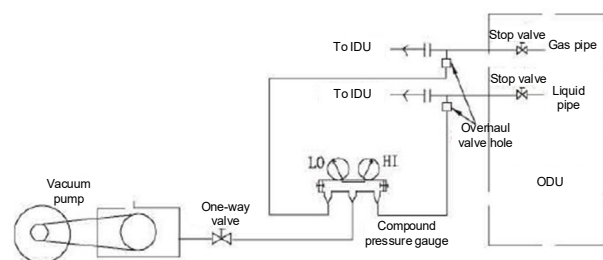 Stop valve
To IDU
Gas pipe
Stop valve
To IDU
Liquid
pipe
Overhaul
valve hole
LO
HI
Vacuum
pump
One-way
valve
Compound
pressure gauge
ODU